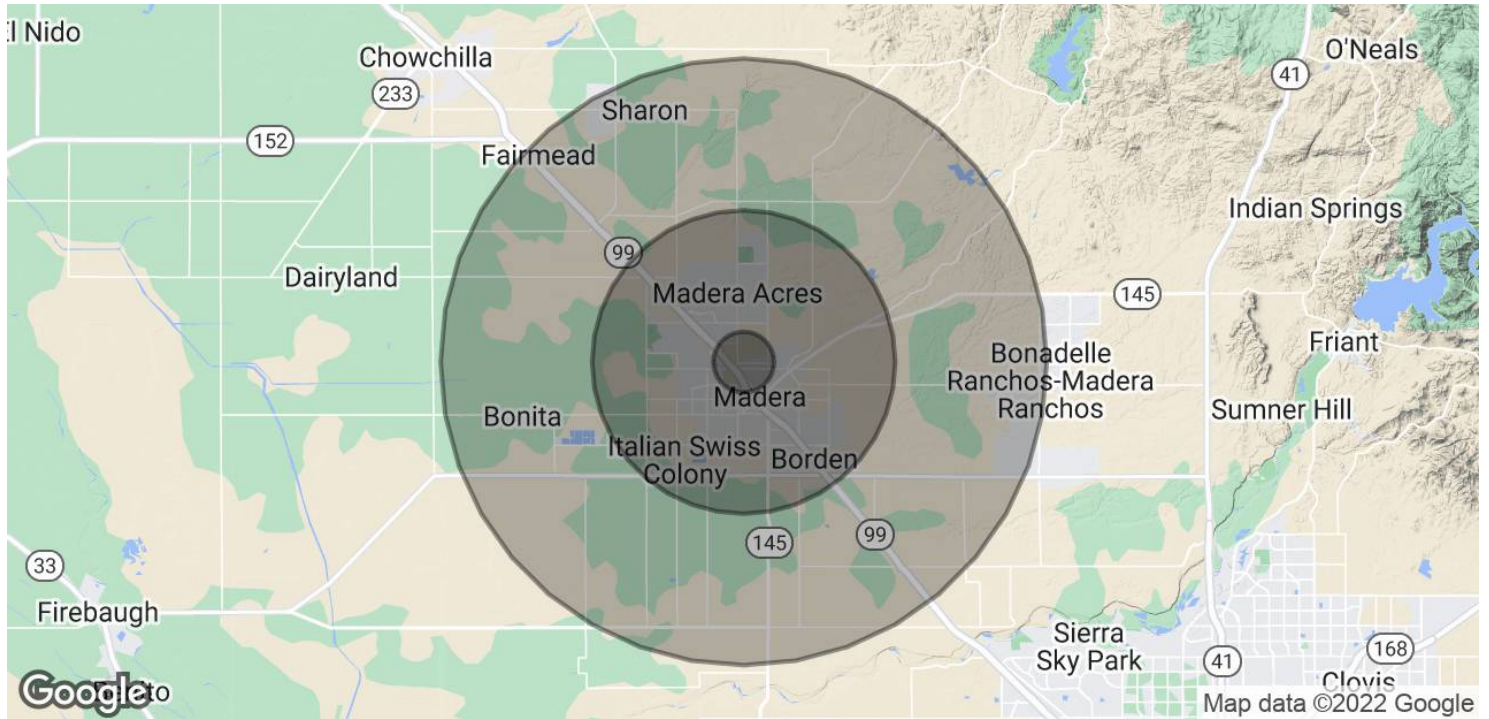 l Nido
Chowchilla
O'Neals
41
233
Sharon
152
Fairmead
Indian Springs
99
Dairyland
Madera Acres
145
Friant
Bonadelle
Ranchos-Madera
Ranchos
Madera
Sumner Hill
Bonita
Italian Swiss
Colony
Borden
145
99
33
Firebaugh
Sierra
Sky Park
41
168
Clovis
Google
Map data ©2022 Google